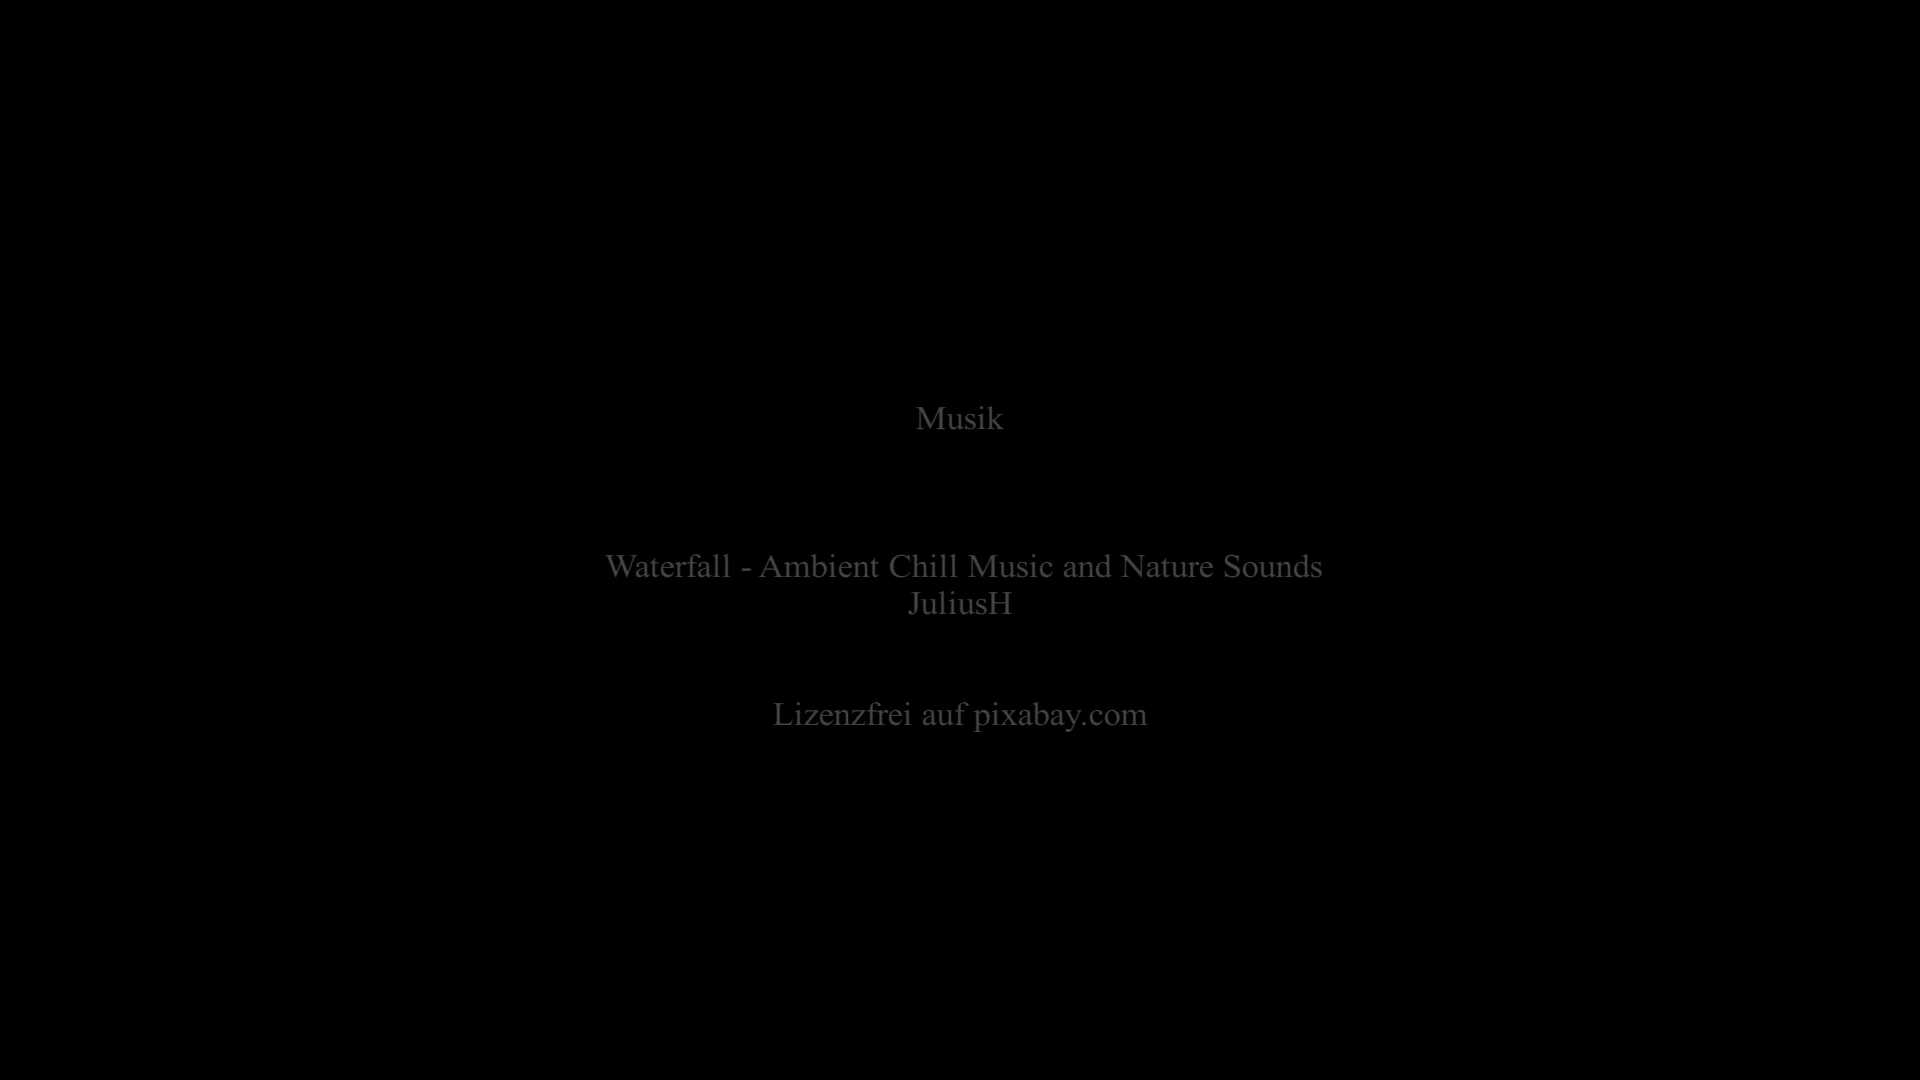 Musik
Waterfall - Ambient Chill Music and Nature Sounds
JuliusH
Lizenzfrei auf pixabay.com